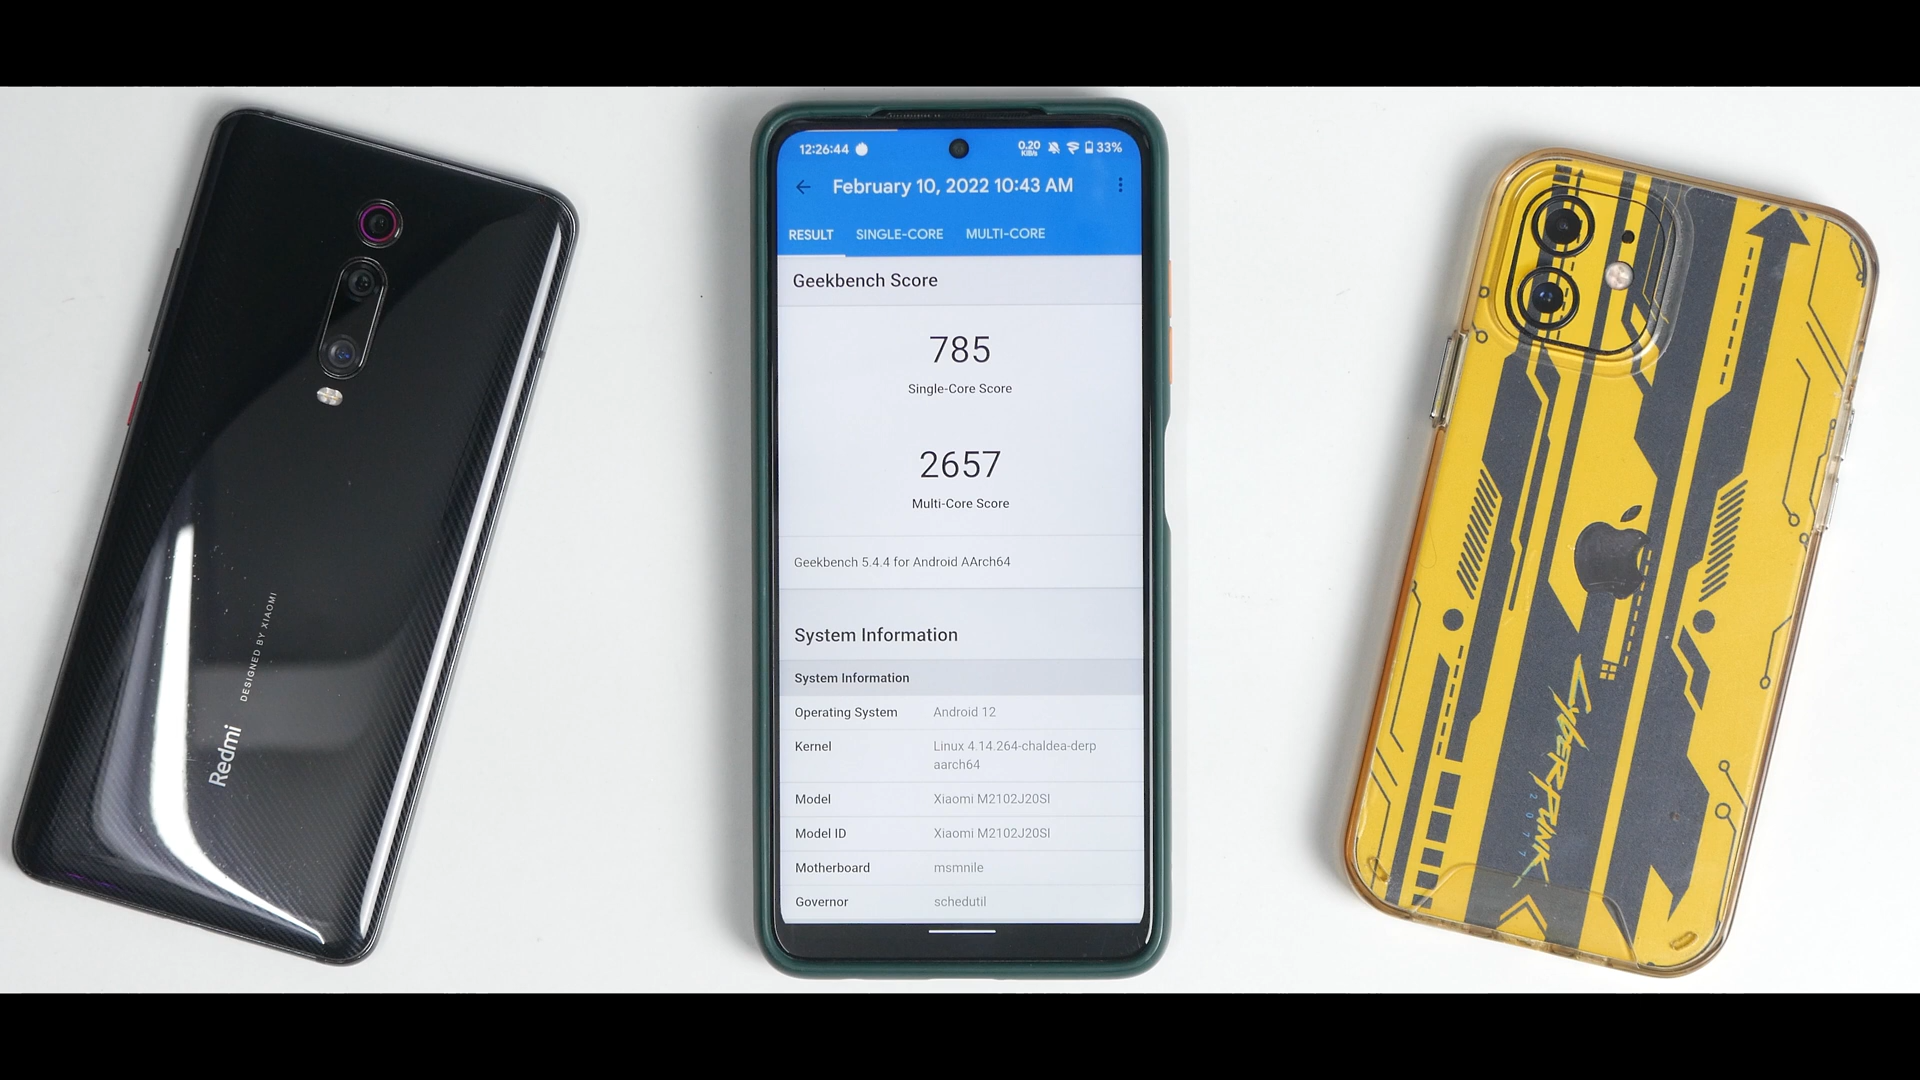 Redmi
DESIGNED BY XIAOMI
12:26:44
0.20
KiB/s
33%
February 10, 2022 10:43 AM
RESULT SINGLE-CORE MULTI-CORE
Geekbench Score
785
Single-Core Score
2657
Multi-Core Score
Geekbench 5.4.4 for Android AArch64
System Information
System Information
Operating System Android 12
Kernel Linux 4.14.264-chaldea-derp
aarch64
Model Xiaomi M2102J20SI
Model ID Xiaomi M2102J20SI
Motherboard msmnile
Governor schedutil
CYBERPUNK
2077